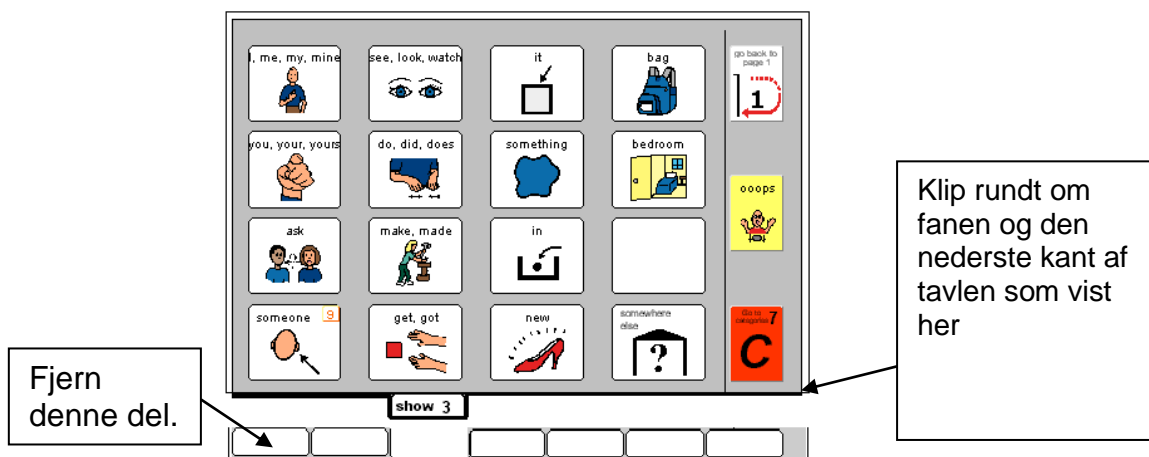 I, me, my, mine
see, look, watch
it
bag
go back to
page 1
1
you, your, yours
do, did, does
something
bedroom
ooops
ask
make, made
in
someone 9
get, got
new
somewhere
else
?
Go to
categories 7
C
show 3
Klip rundt om
fanen og den
nederste kant af
tavlen som vist
her
Fjern
denne del.